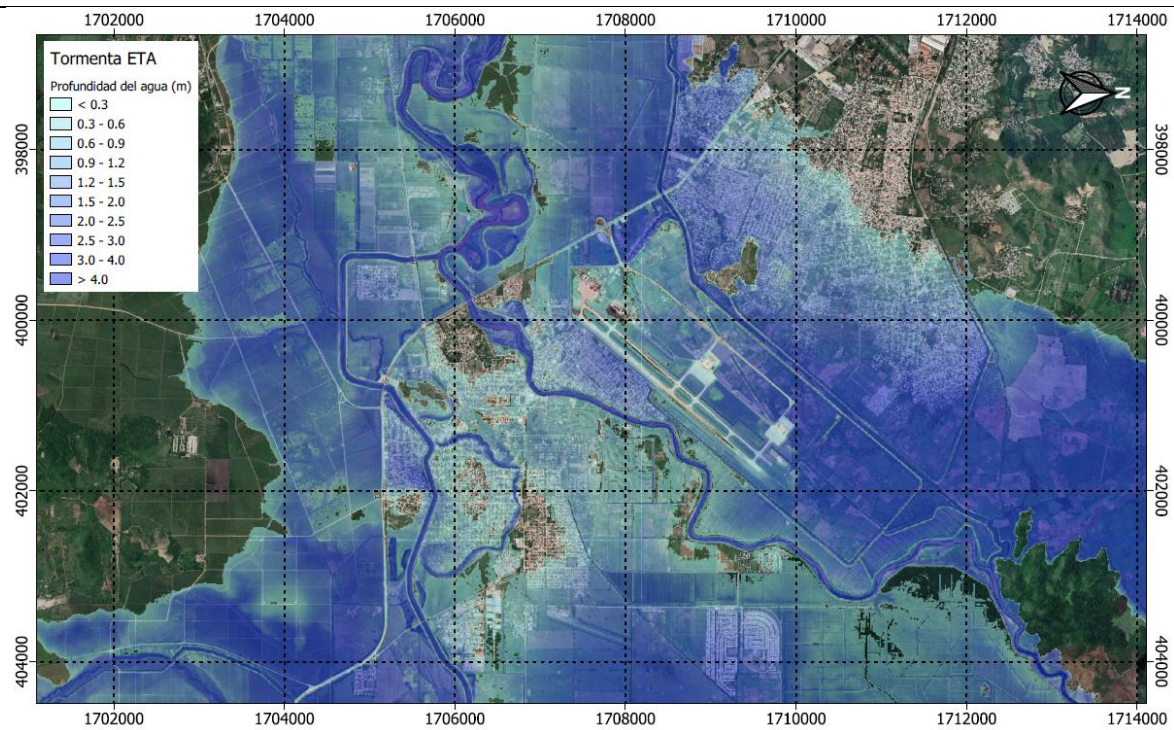 1702000 1704000 1706000 1708000 1710000 1712000 1714000
Tormenta ETA
Profundidad del agua (m)
< 0.3
0.3 - 0.6
0.6 - 0.9
0.9 - 1.2
1.2 - 1.5
1.5 - 2.0
2.0 - 2.5
2.5 - 3.0
3.0 - 4.0
> 4.0
N
398000 398000
400000 400000
402000 402000
404000 404000
1702000 1704000 1706000 1708000 1710000 1712000 1714000